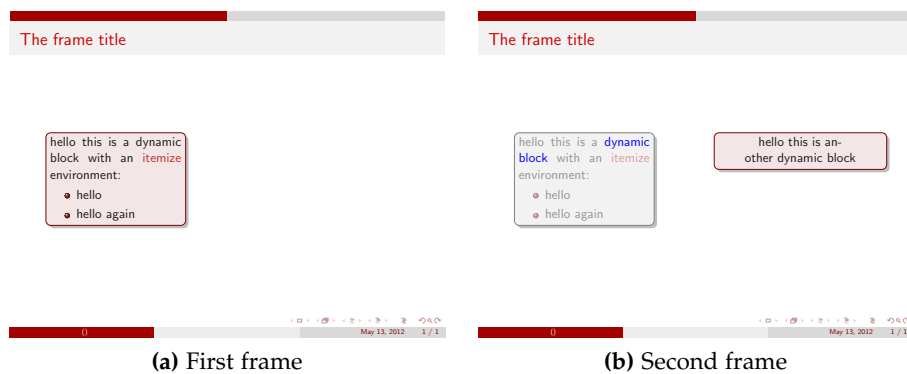 The frame title
hello this is a dynamic
block with an itemize
environment:
hello
hello again
()
May 13, 2012 1 / 1
(a) First frame
The frame title
hello this is a dynamic
block with an itemize
environment:
hello
hello again
hello this is an-
other dynamic block
()
May 13, 2012 1 / 1
(b) Second frame